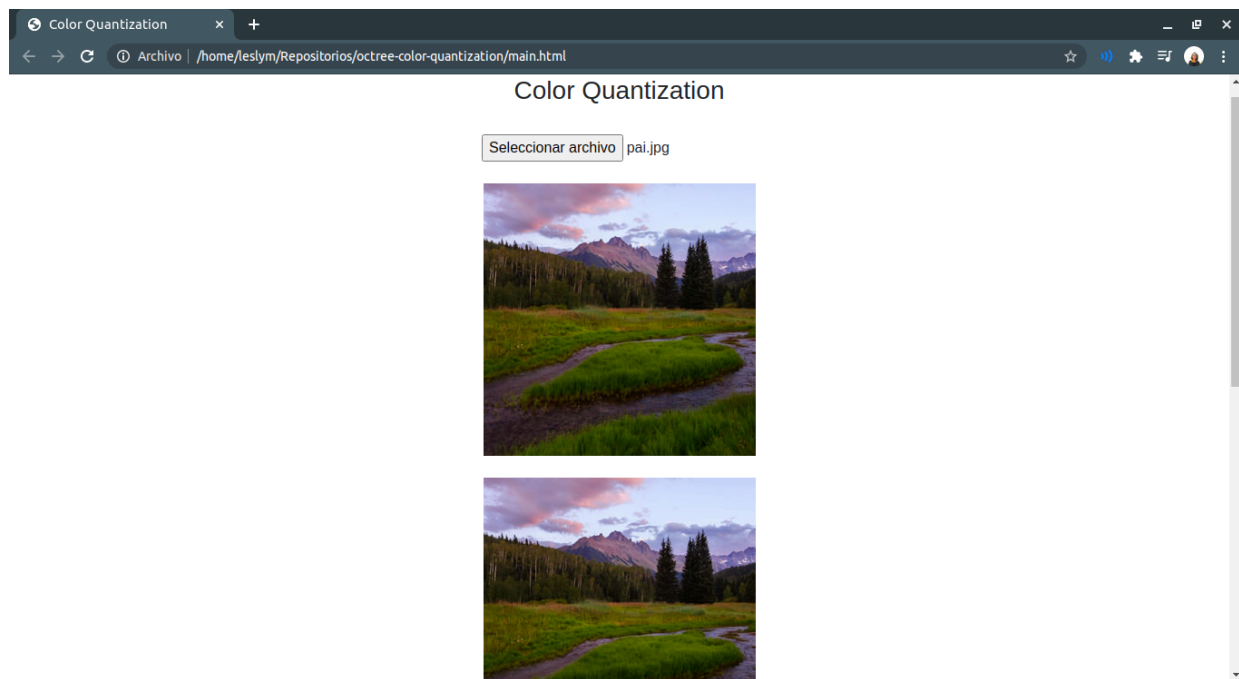 Color Quantization
Archivo | /home/leslym/Repositorios/octree-color-quantization/main.html
Color Quantization
Seleccionar archivo pai.jpg